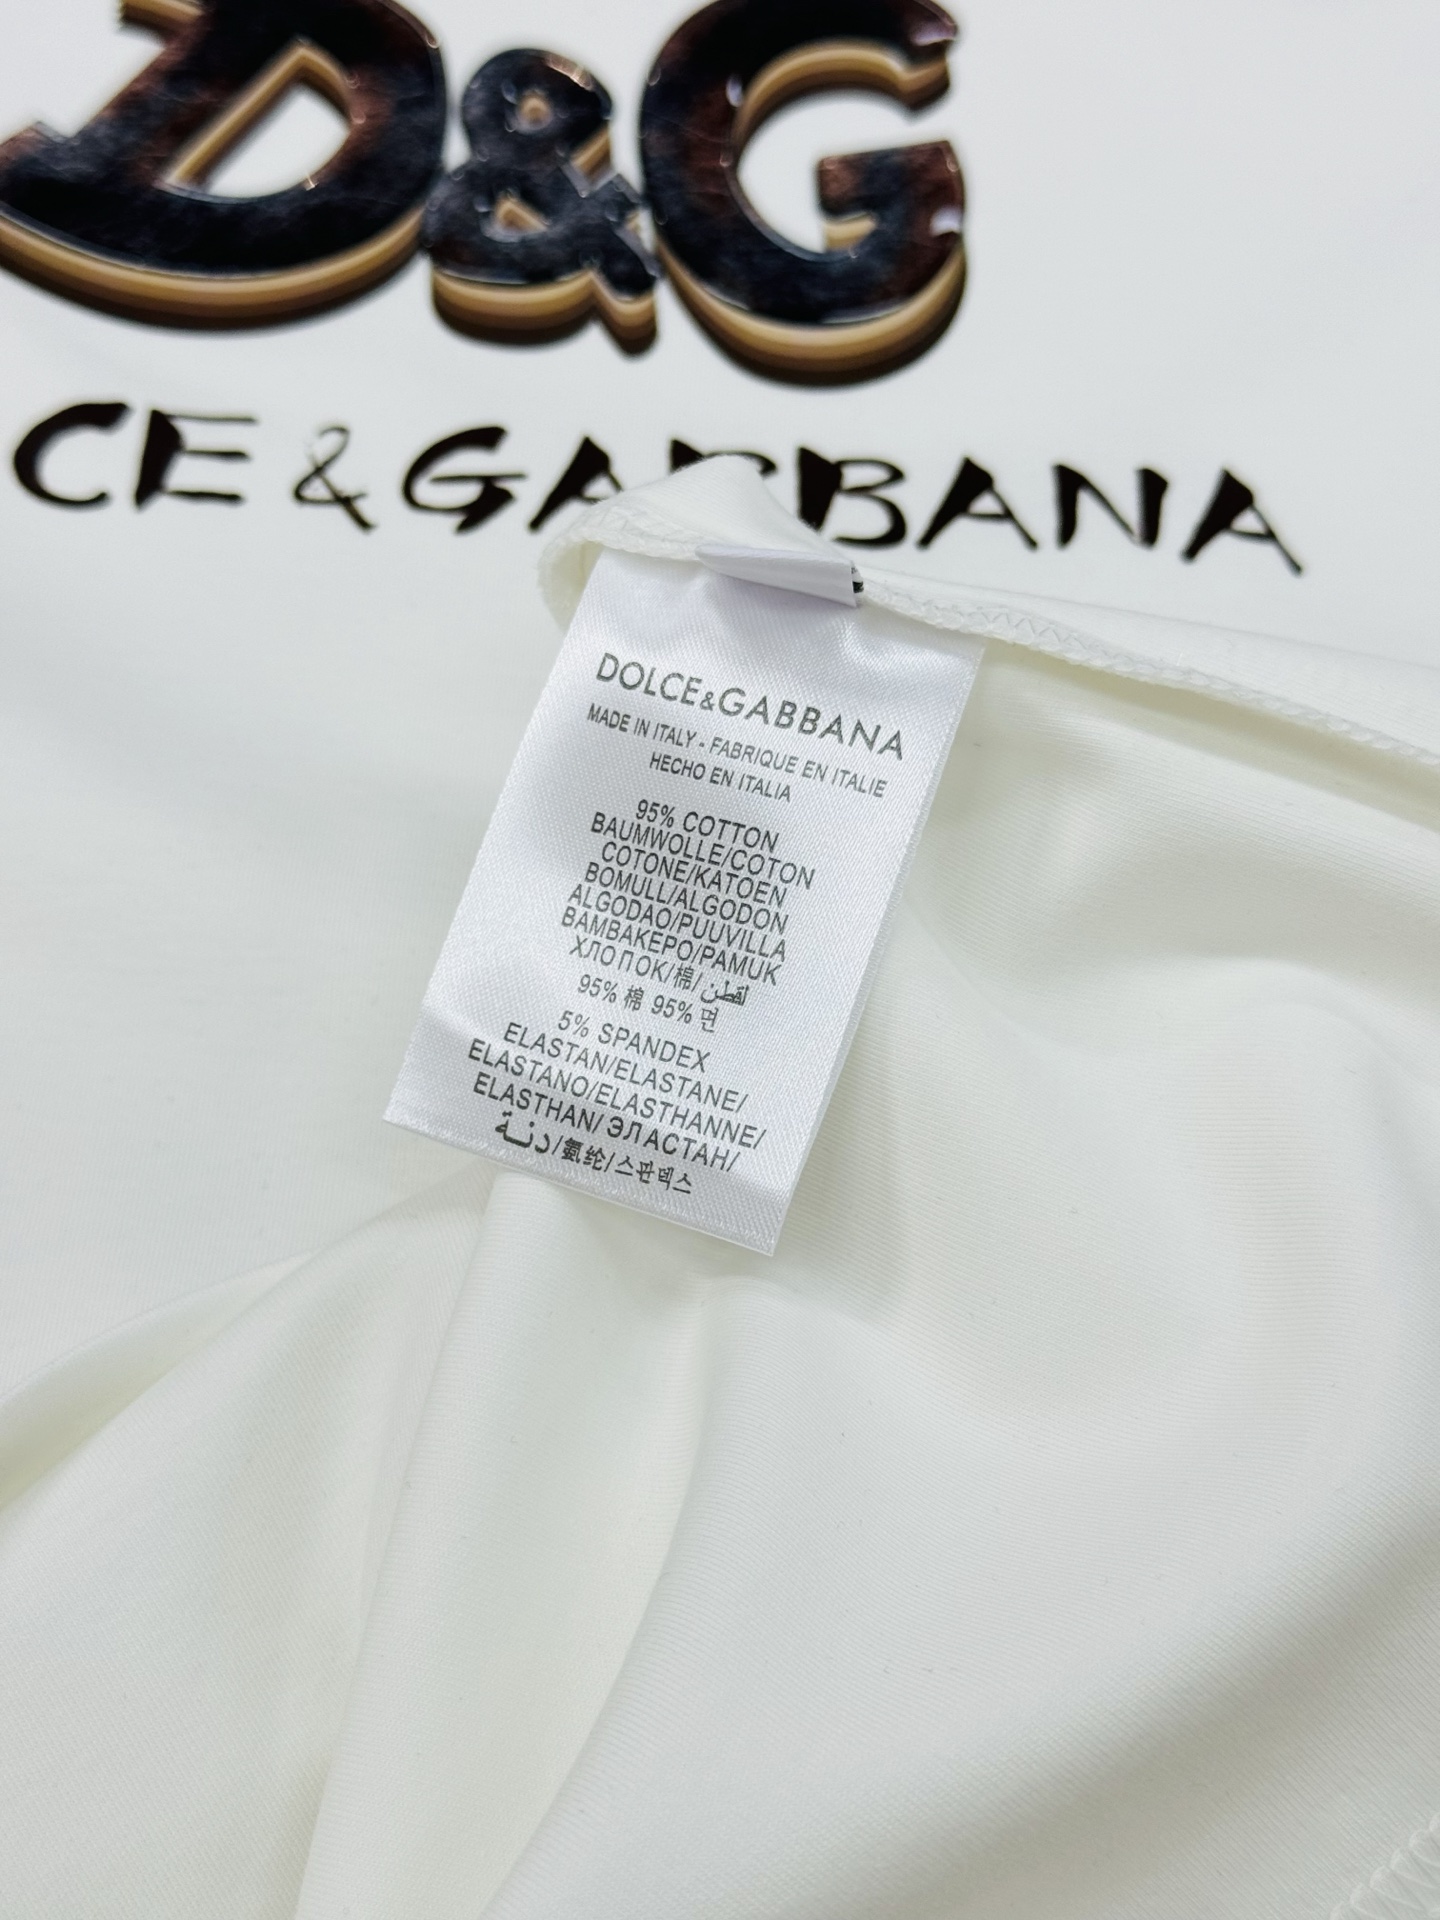 D&G
CE & GABBANA
DOLCE&GABBANA
MADE IN ITALY - FABRIQUE EN ITALIE
HECHO EN ITALIA
95% COTTON
BAUMWOLLE/COTON
COTONE/KATOEN
BOMULL/ALGODON
ALGODAO/PUUVILLA
BAMBAKEPO/PAMUK
ХЛОПОК/棉/لقطن
95% 棉 95% 면
5% SPANDEX
ELASTAN/ELASTANE/
ELASTANO/ELASTHANNE/
ELASTHAN/ ЭЛАСТАН/
/氨纶/스판덱스